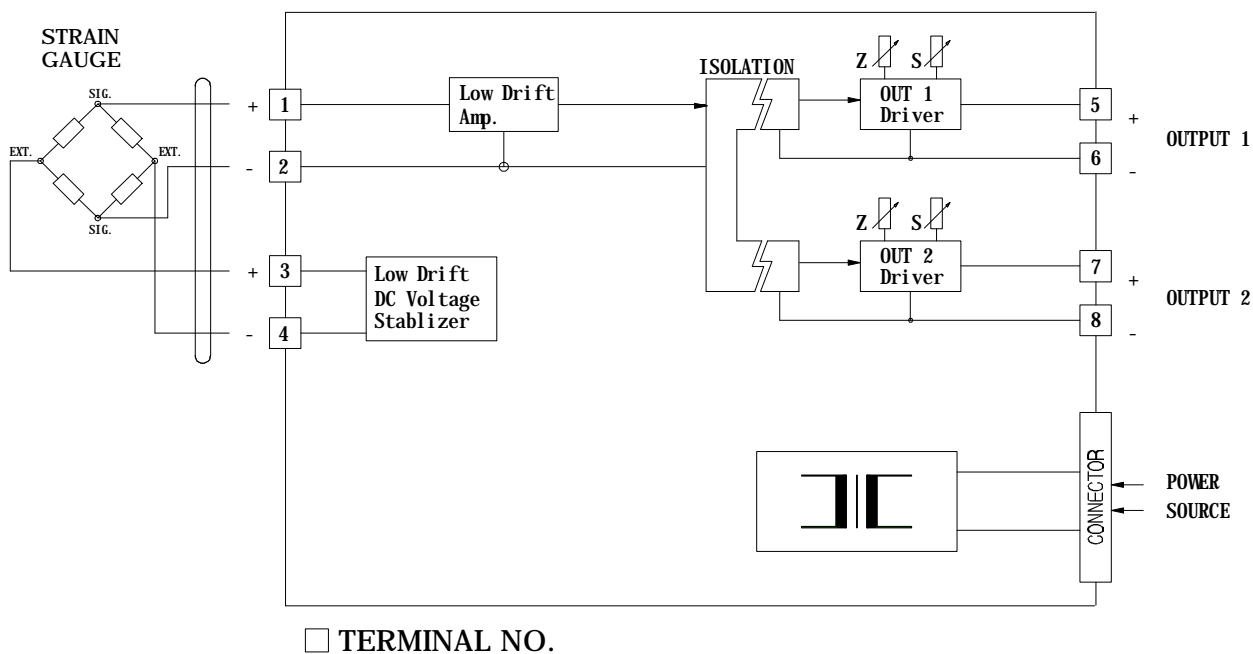 STRAIN
GAUGE
SIG.
EXT.
EXT.
SIG.
+ 1
- 2
+ 3
- 4
Low Drift
Amp.
Low Drift
DC Voltage
Stablizer
ISOLATION
Z S
OUT 1
Driver
Z S
OUT 2
Driver
5 +
6 -
OUTPUT 1
7 +
8 -
OUTPUT 2
CONNECTOR
POWER
SOURCE
TERMINAL NO.